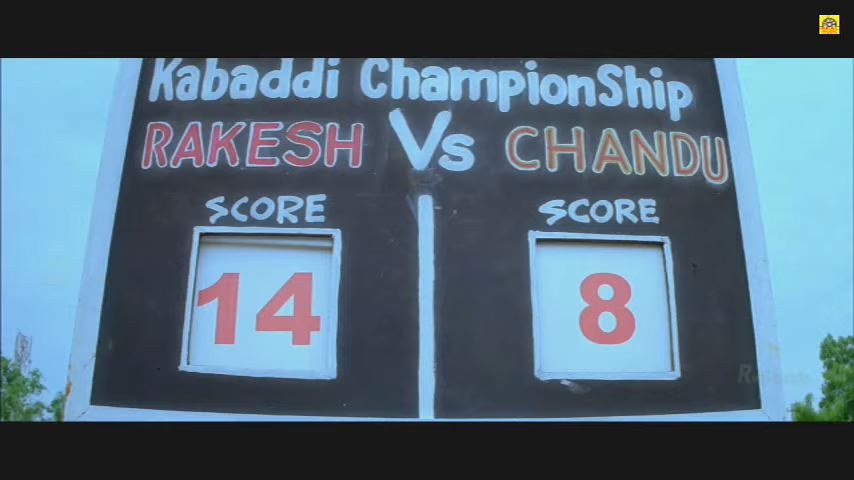 Kabaddi ChampionShip
RAKESH Vs CHANDU
SCORE SCORE
14 8